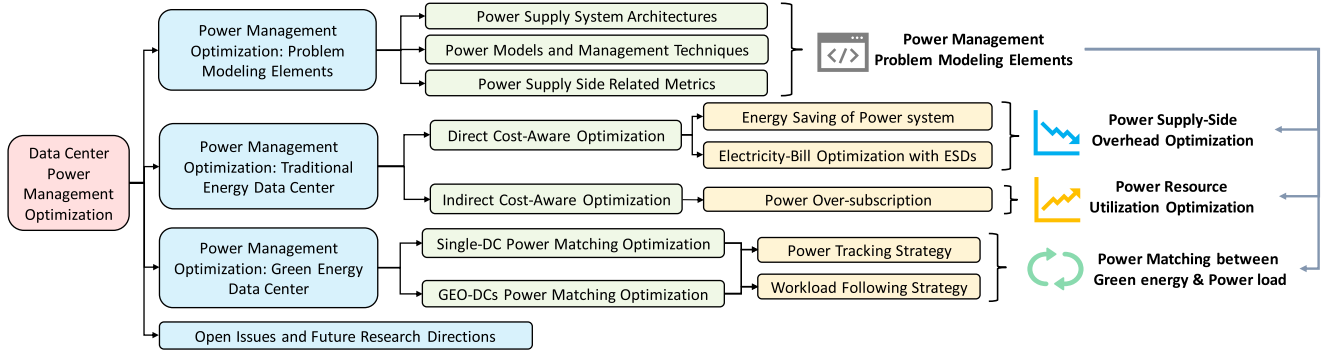 Data Center
Power
Management
Optimization
Power Management
Optimization: Problem
Modeling Elements
Power Supply System Architectures
Power Models and Management Techniques
Power Supply Side Related Metrics
</>
Power Management
Problem Modeling Elements
Power Management
Optimization: Traditional
Energy Data Center
Direct Cost-Aware Optimization
Energy Saving of Power system
Electricity-Bill Optimization with ESDs
Power Supply-Side
Overhead Optimization
Indirect Cost-Aware Optimization
Power Over-subscription
Power Resource
Utilization Optimization
Power Management
Optimization: Green Energy
Data Center
Single-DC Power Matching Optimization
GEO-DCs Power Matching Optimization
Power Tracking Strategy
Workload Following Strategy
Power Matching between
Green energy & Power load
Open Issues and Future Research Directions